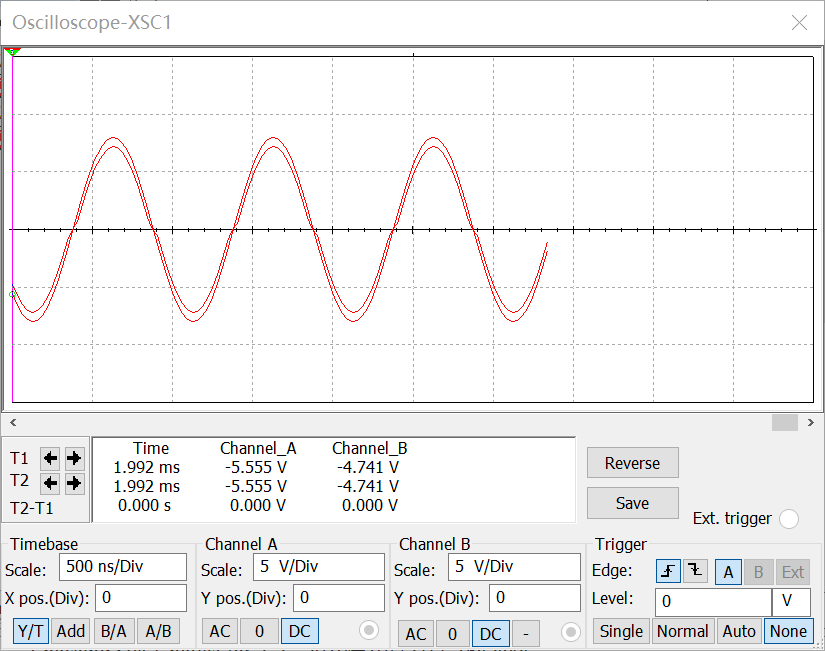 Oscilloscope-XSC1
Time Channel_A Channel_B
T1 1.992 ms -5.555 V -4.741 V
T2 1.992 ms -5.555 V -4.741 V
T2-T1 0.000 s 0.000 V 0.000 V
Reverse
Save
Ext. trigger
Timebase
Scale: 500 ns/Div
X pos.(Div): 0
Y/T Add B/A A/B
Channel A
Scale: 5 V/Div
Y pos.(Div): 0
AC 0 DC
Channel B
Scale: 5 V/Div
Y pos.(Div): 0
AC 0 DC -
Trigger
Edge: A B Ext
Level: 0 V
Single Normal Auto None